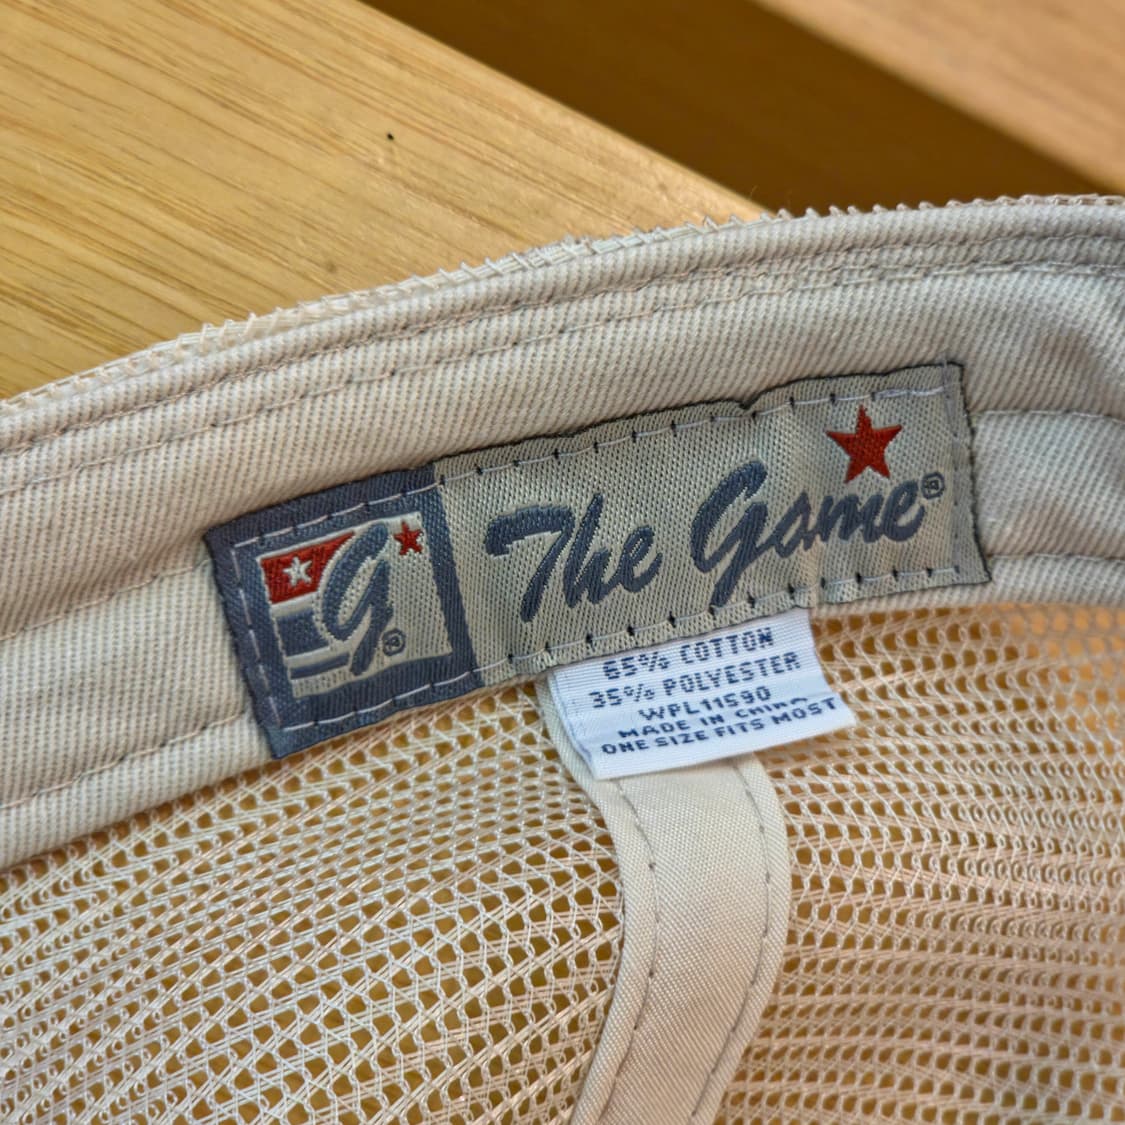 G®
The Game®
65% COTTON
35% POLYESTER
WPL11590
MADE IN CHINA
ONE SIZE FITS MOST